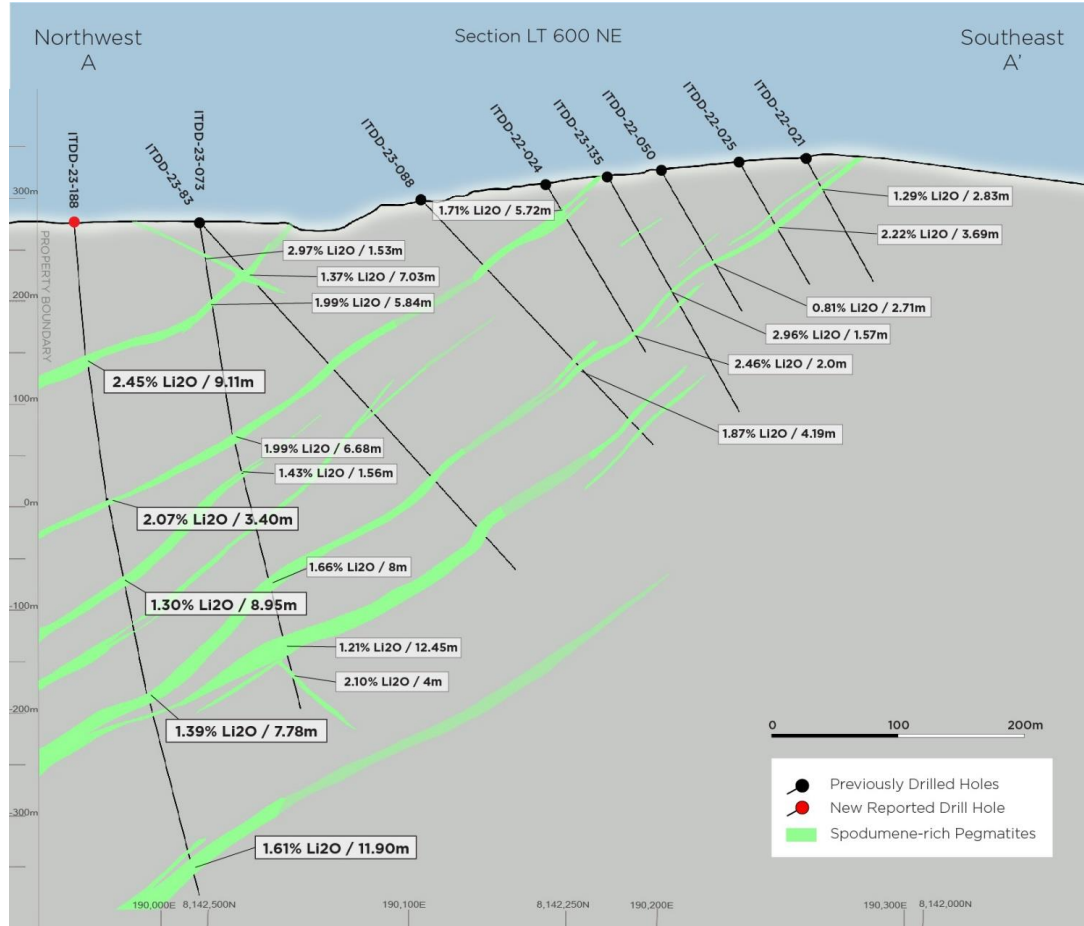 Northwest
A
Section LT 600 NE
Southeast
A'
ITDD-23-188
ITDD-23-83
ITDD-23-073
ITDD-23-088
ITDD-22-024
ITDD-23-135
ITDD-22-050
ITDD-22-025
ITDD-22-021
300m
200m
100m
0m
-100m
-200m
-300m
PROPERTY BOUNDARY
1.71% Li2O / 5.72m
1.29% Li2O / 2.83m
2.22% Li2O / 3.69m
2.97% Li2O / 1.53m
1.37% Li2O / 7.03m
1.99% Li2O / 5.84m
0.81% Li2O / 2.71m
2.96% Li2O / 1.57m
2.46% Li2O / 2.0m
2.45% Li2O / 9.11m
1.87% Li2O / 4.19m
1.99% Li2O / 6.68m
1.43% Li2O / 1.56m
2.07% Li2O / 3.40m
1.66% Li2O / 8m
1.30% Li2O / 8.95m
1.21% Li2O / 12.45m
2.10% Li2O / 4m
1.39% Li2O / 7.78m
1.61% Li2O / 11.90m
0 100 200m
Previously Drilled Holes
New Reported Drill Hole
Spodumene-rich Pegmatites
190,000E 8,142,500N 190,100E 8,142,250N 190,200E 190,300E 8,142,000N